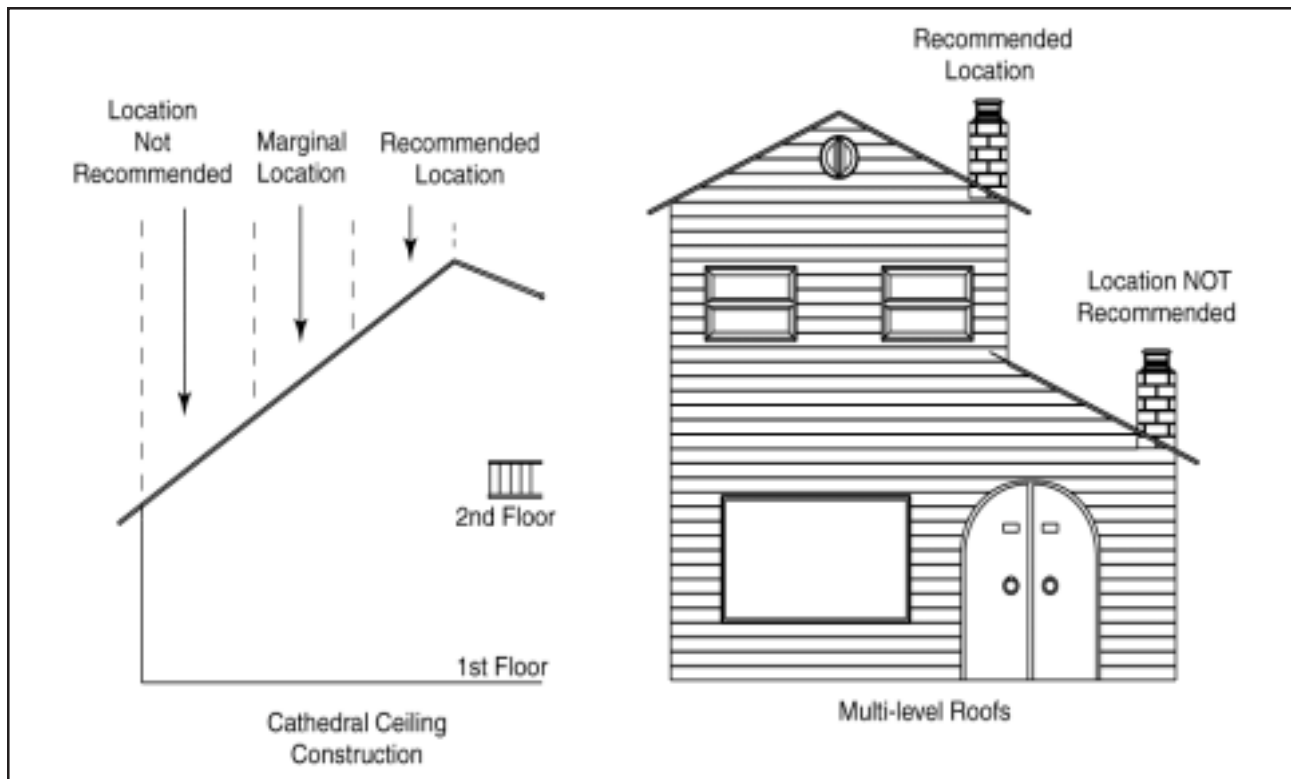 Location
Not
Recommended
Marginal
Location
Recommended
Location
2nd Floor
1st Floor
Cathedral Ceiling
Construction
Recommended
Location
Location NOT
Recommended
Multi-level Roofs